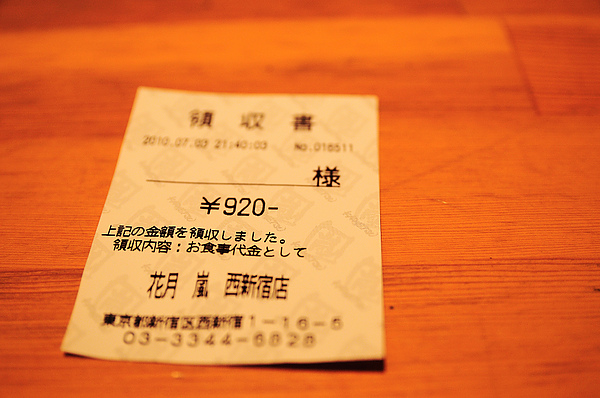 領収書
2010.07.03 21:40:03 No.016511
様
￥920-
上記の金額を領収しました。
領収内容：お食事代金として
花月 嵐 西新宿店
東京都新宿区西新宿1-16-5
03-3344-6828